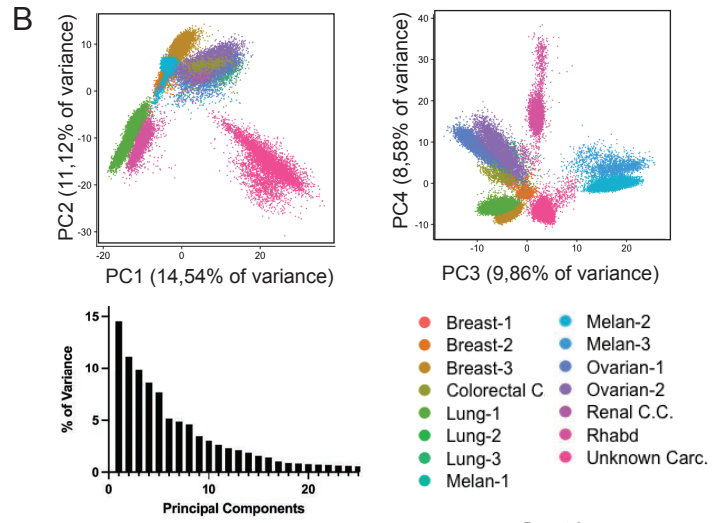 B
10
0
-10
-20
-30
-20
0
20
PC2 (11,12% of variance)
PC1 (14,54% of variance)
40
30
20
10
0
-10
-10
0
10
20
PC4 (8,58% of variance)
PC3 (9,86% of variance)
15
10
5
0
0
10
20
% of Variance
Principal Components
Breast-1
Breast-2
Breast-3
Colorectal C
Lung-1
Lung-2
Lung-3
Melan-1
Melan-2
Melan-3
Ovarian-1
Ovarian-2
Renal C.C.
Rhabd
Unknown Carc.